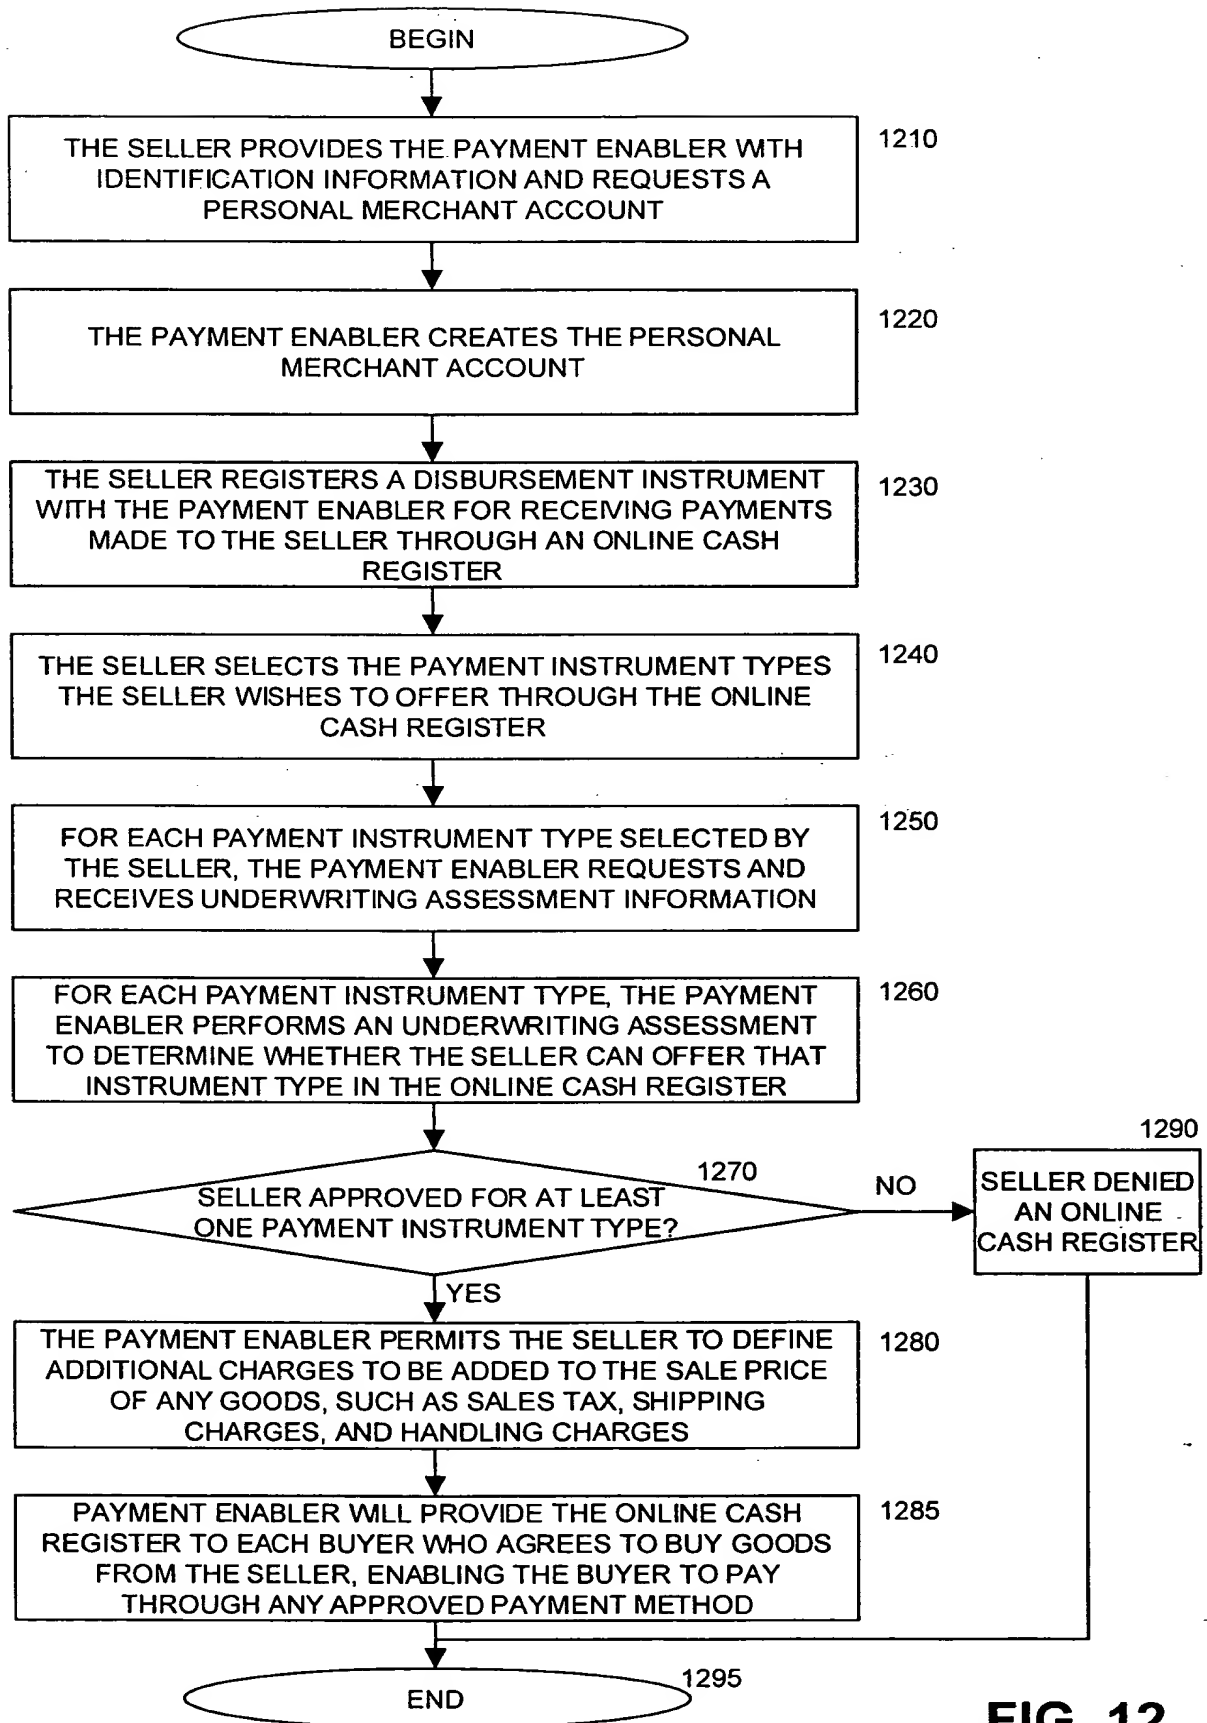 BEGIN
THE SELLER PROVIDES THE PAYMENT ENABLER WITH
IDENTIFICATION INFORMATION AND REQUESTS A
PERSONAL MERCHANT ACCOUNT
1210
THE PAYMENT ENABLER CREATES THE PERSONAL
MERCHANT ACCOUNT
1220
THE SELLER REGISTERS A DISBURSEMENT INSTRUMENT
WITH THE PAYMENT ENABLER FOR RECEIVING PAYMENTS
MADE TO THE SELLER THROUGH AN ONLINE CASH
REGISTER
1230
THE SELLER SELECTS THE PAYMENT INSTRUMENT TYPES
THE SELLER WISHES TO OFFER THROUGH THE ONLINE
CASH REGISTER
1240
FOR EACH PAYMENT INSTRUMENT TYPE SELECTED BY
THE SELLER, THE PAYMENT ENABLER REQUESTS AND
RECEIVES UNDERWRITING ASSESSMENT INFORMATION
1250
FOR EACH PAYMENT INSTRUMENT TYPE, THE PAYMENT
ENABLER PERFORMS AN UNDERWRITING ASSESSMENT
TO DETERMINE WHETHER THE SELLER CAN OFFER THAT
INSTRUMENT TYPE IN THE ONLINE CASH REGISTER
1260
SELLER APPROVED FOR AT LEAST
ONE PAYMENT INSTRUMENT TYPE?
1270
NO
1290
SELLER DENIED
AN ONLINE
CASH REGISTER
YES
THE PAYMENT ENABLER PERMITS THE SELLER TO DEFINE
ADDITIONAL CHARGES TO BE ADDED TO THE SALE PRICE
OF ANY GOODS, SUCH AS SALES TAX, SHIPPING
CHARGES, AND HANDLING CHARGES
1280
PAYMENT ENABLER WILL PROVIDE THE ONLINE CASH
REGISTER TO EACH BUYER WHO AGREES TO BUY GOODS
FROM THE SELLER, ENABLING THE BUYER TO PAY
THROUGH ANY APPROVED PAYMENT METHOD
1285
END
1295
FIG. 12